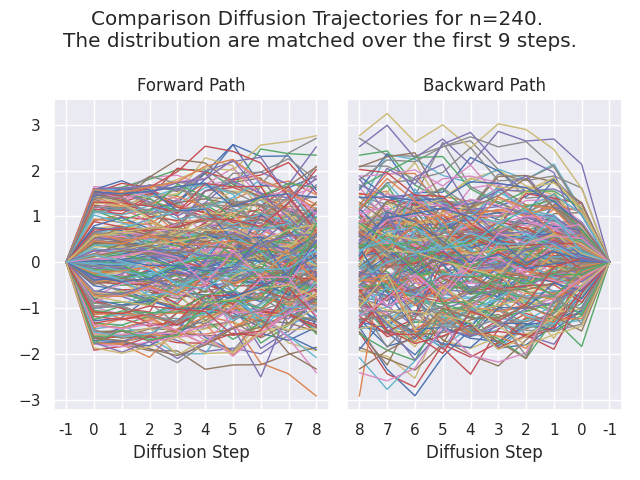 Comparison Diffusion Trajectories for n=240.
The distribution are matched over the first 9 steps.
Forward Path
Backward Path
3
2
1
0
−1
−2
−3
-1 0 1 2 3 4 5 6 7 8
8 7 6 5 4 3 2 1 0 -1
Diffusion Step
Diffusion Step